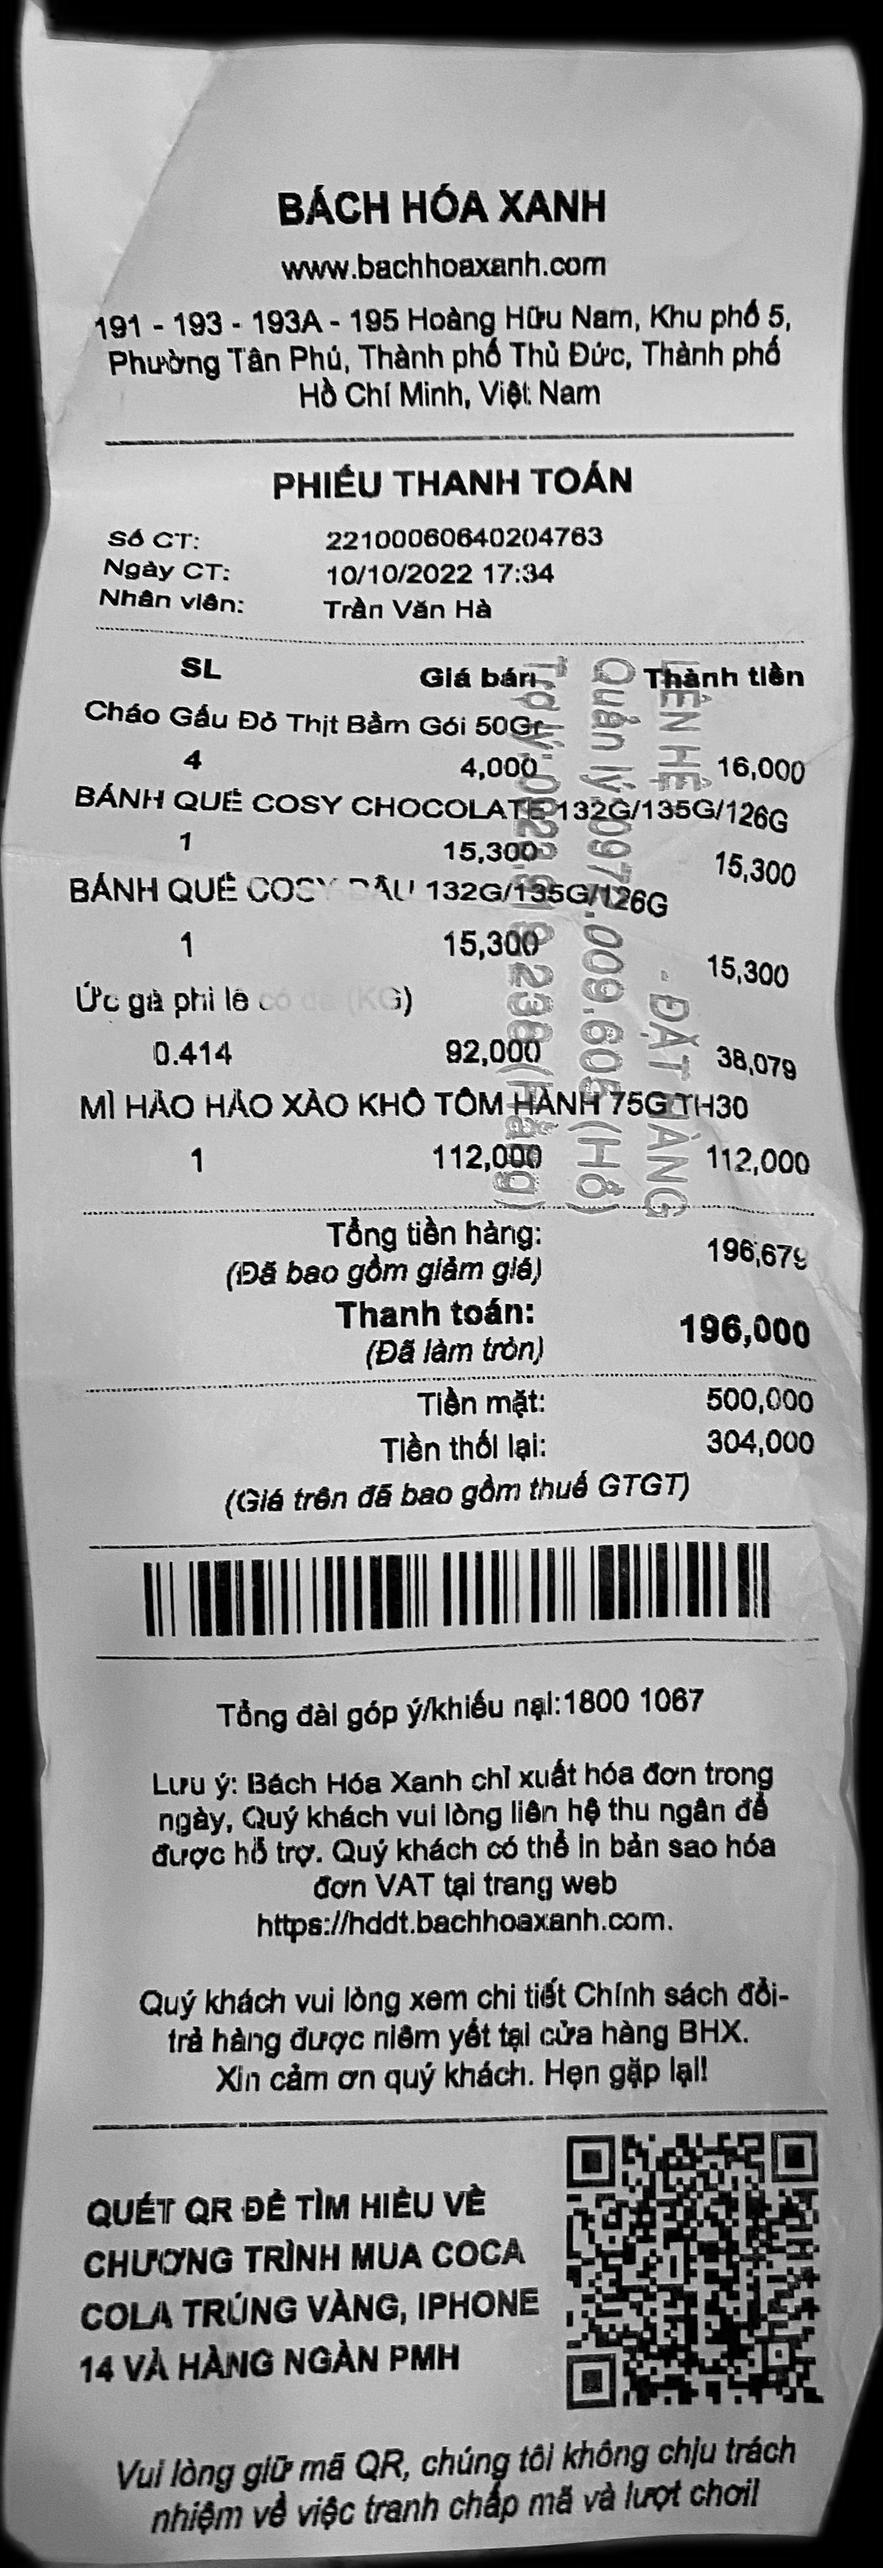 BÁCH HÓA XANH
www.bachhoaxanh.com
191 - 193 - 193A - 195 Hoàng Hữu Nam, Khu phố 5,
Phường Tân Phú, Thành phố Thủ Đức, Thành phố
Hồ Chí Minh, Việt Nam
PHIẾU THANH TOÁN
Số CT: 22100060640204763
Ngày CT: 10/10/2022 17:34
Nhân viên: Trần Văn Hà
SL Giá bán Thành tiền
Cháo Gấu Đỏ Thịt Bằm Gói 50Gr
4 4,000 16,000
BÁNH QUẾ COSY CHOCOLATE 132G/135G/126G
1 15,300 15,300
BÁNH QUẾ COSY DÂU 132G/135G/126G
1 15,300 15,300
Ức gà phi lê có da (KG)
0.414 92,000 38,079
MÌ HẢO HẢO XÀO KHÔ TÔM HÀNH 75G TH30
1 112,000 112,000
LIÊN HỆ - ĐẶT HÀNG
Quản lý: (Hồ)
Trợ lý:
Tổng tiền hàng: 196,679
(Đã bao gồm giảm giá)
Thanh toán: 196,000
(Đã làm tròn)
Tiền mặt: 500,000
Tiền thối lại: 304,000
(Giá trên đã bao gồm thuế GTGT)
Tổng đài góp ý/khiếu nại:1800 1067
Lưu ý: Bách Hóa Xanh chỉ xuất hóa đơn trong
ngày, Quý khách vui lòng liên hệ thu ngân để
được hỗ trợ. Quý khách có thể in bản sao hóa
đơn VAT tại trang web
https://hddt.bachhoaxanh.com.
Quý khách vui lòng xem chi tiết Chính sách đổi-
trả hàng được niêm yết tại cửa hàng BHX.
Xin cảm ơn quý khách. Hẹn gặp lại!
QUÉT QR ĐỂ TÌM HIỂU VỀ
CHƯƠNG TRÌNH MUA COCA
COLA TRÚNG VÀNG, IPHONE
14 VÀ HÀNG NGÀN PMH
Vui lòng giữ mã QR, chúng tôi không chịu trách
nhiệm về việc tranh chấp mã và lượt chơi!